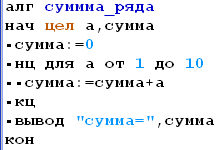 алг сумма_ряда
нач цел а,сумма
-сумма:=0
-нц для а от 1 до 10
--сумма:=сумма+а
-кц
-вывод "сума=",сумма
кон